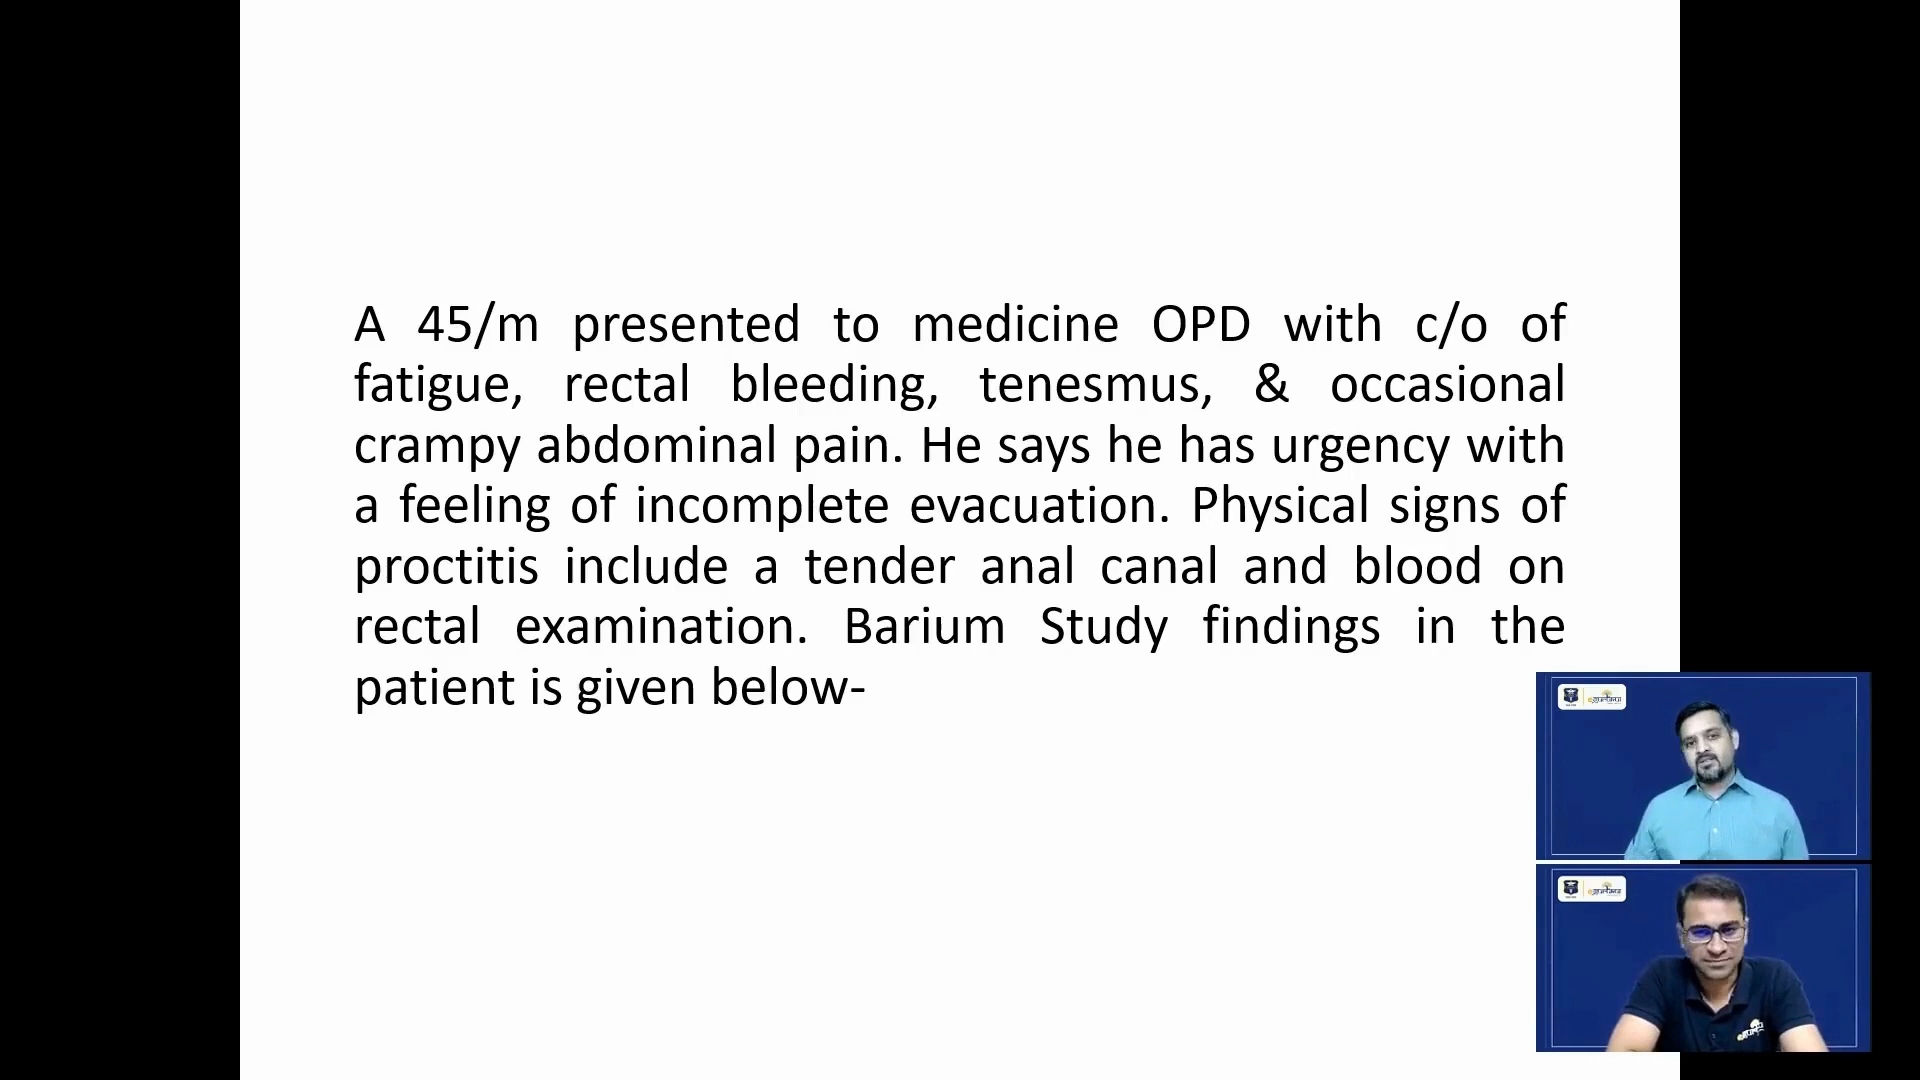 A 45/m presented to medicine OPD with c/o of
fatigue, rectal bleeding, tenesmus, & occasional
crampy abdominal pain. He says he has urgency with
a feeling of incomplete evacuation. Physical signs of
proctitis include a tender anal canal and blood on
rectal examination. Barium Study findings in the
patient is given below-